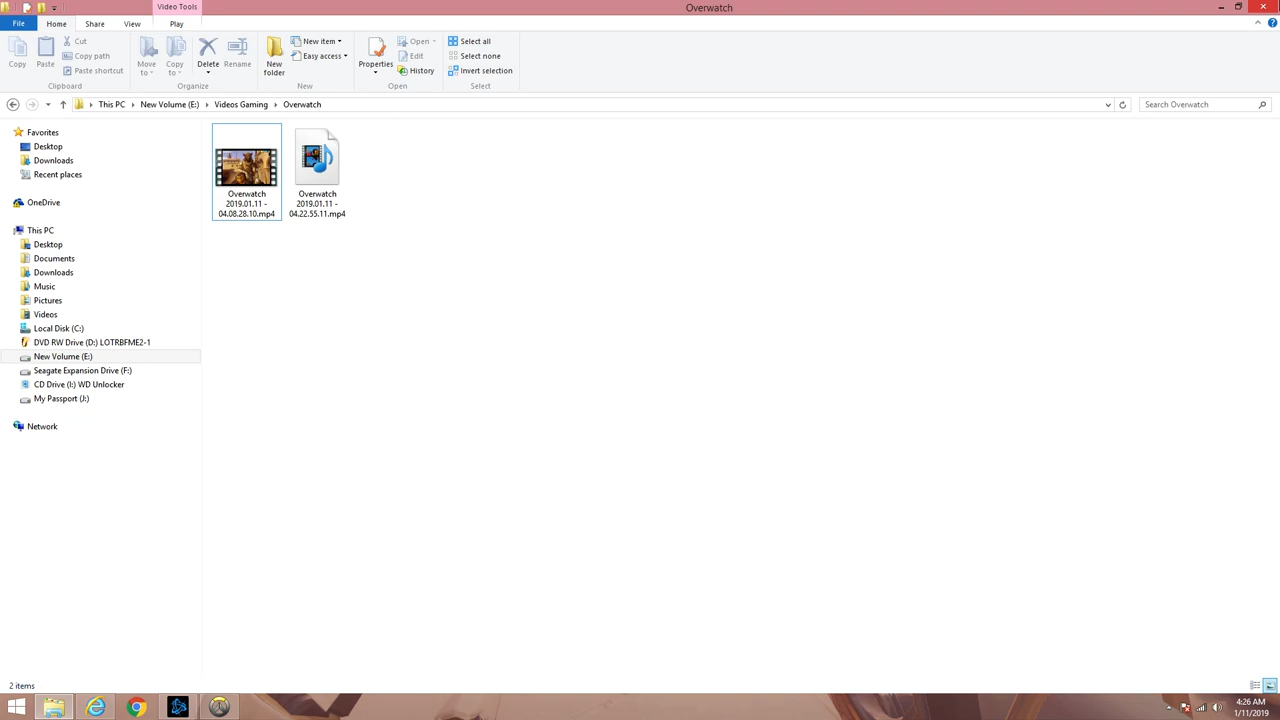 Video Tools
Overwatch
File
Home
Share
View
Play
Copy
Paste
Cut
Copy path
Paste shortcut
Clipboard
Move
to
Copy
to
Delete
Rename
Organize
New
folder
New item
Easy access
New
Properties
Open
Edit
History
Open
Select all
Select none
Invert selection
Select
This PC
New Volume (E:)
Videos Gaming
Overwatch
Search Overwatch
Favorites
Desktop
Downloads
Recent places
OneDrive
This PC
Desktop
Documents
Downloads
Music
Pictures
Videos
Local Disk (C:)
DVD RW Drive (D:) LOTRBFME2-1
New Volume (E:)
Seagate Expansion Drive (F:)
CD Drive (I:) WD Unlocker
My Passport (J:)
Network
Overwatch
2019.01.11 -
04.08.28.10.mp4
Overwatch
2019.01.11 -
04.22.55.11.mp4
2 items
4:26 AM
1/11/2019